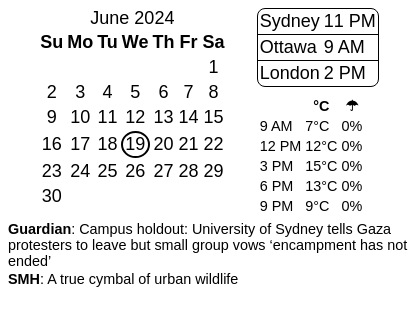 June 2024
Su Mo Tu We Th Fr Sa
1
2 3 4 5 6 7 8
9 10 11 12 13 14 15
16 17 18 19 20 21 22
23 24 25 26 27 28 29
30
Sydney 11 PM
Ottawa 9 AM
London 2 PM
°C ☂
9 AM 7°C 0%
12 PM 12°C 0%
3 PM 15°C 0%
6 PM 13°C 0%
9 PM 9°C 0%
Guardian: Campus holdout: University of Sydney tells Gaza
protesters to leave but small group vows ‘encampment has not
ended’
SMH: A true cymbal of urban wildlife